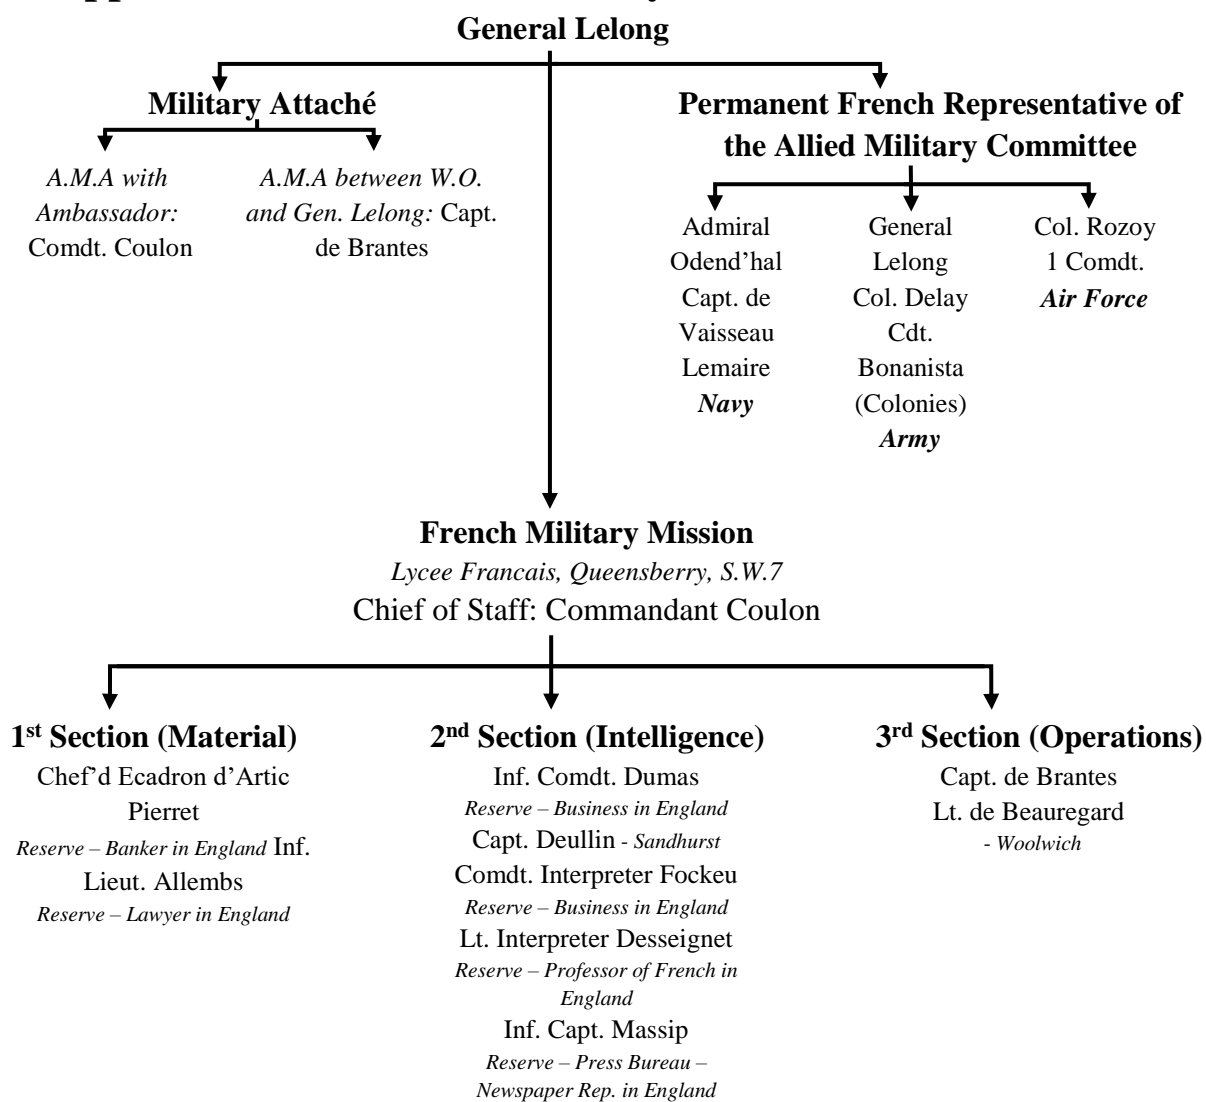 General Lelong
Military Attaché
A.M.A with
Ambassador:
Comdt. Coulon
A.M.A between W.O.
and Gen. Lelong: Capt.
de Brantes
Permanent French Representative of
the Allied Military Committee
Admiral
Odend’hal
Capt. de
Vaisseau
Lemaire
Navy
General
Lelong
Col. Delay
Cdt.
Bonanista
(Colonies)
Army
Col. Rozoy
1 Comdt.
Air Force
French Military Mission
Lycee Francais, Queensberry, S.W.7
Chief of Staff: Commandant Coulon
1st Section (Material)
Chef’d Ecadron d’Artic
Pierret
Reserve – Banker in England Inf.
Lieut. Allembs
Reserve – Lawyer in England
2nd Section (Intelligence)
Inf. Comdt. Dumas
Reserve – Business in England
Capt. Deullin - Sandhurst
Comdt. Interpreter Fockeu
Reserve – Business in England
Lt. Interpreter Desseignet
Reserve – Professor of French in
England
Inf. Capt. Massip
Reserve – Press Bureau –
Newspaper Rep. in England
3rd Section (Operations)
Capt. de Brantes
Lt. de Beauregard
- Woolwich